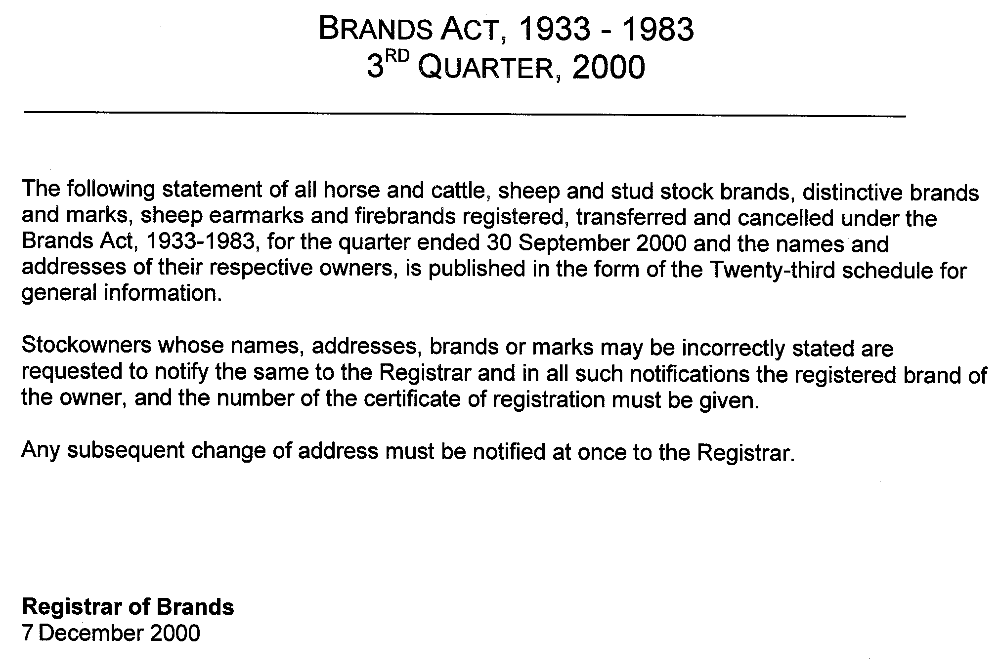 BRANDS ACT, 1933 - 1983
3RD QUARTER, 2000
The following statement of all horse and cattle, sheep and stud stock brands, distinctive brands
and marks, sheep earmarks and firebrands registered, transferred and cancelled under the
Brands Act, 1933-1983, for the quarter ended 30 September 2000 and the names and
addresses of their respective owners, is published in the form of the Twenty-third schedule for
general information.
Stockowners whose names, addresses, brands or marks may be incorrectly stated are
requested to notify the same to the Registrar and in all such notifications the registered brand of
the owner, and the number of the certificate of registration must be given.
Any subsequent change of address must be notified at once to the Registrar.
Registrar of Brands
7 December 2000